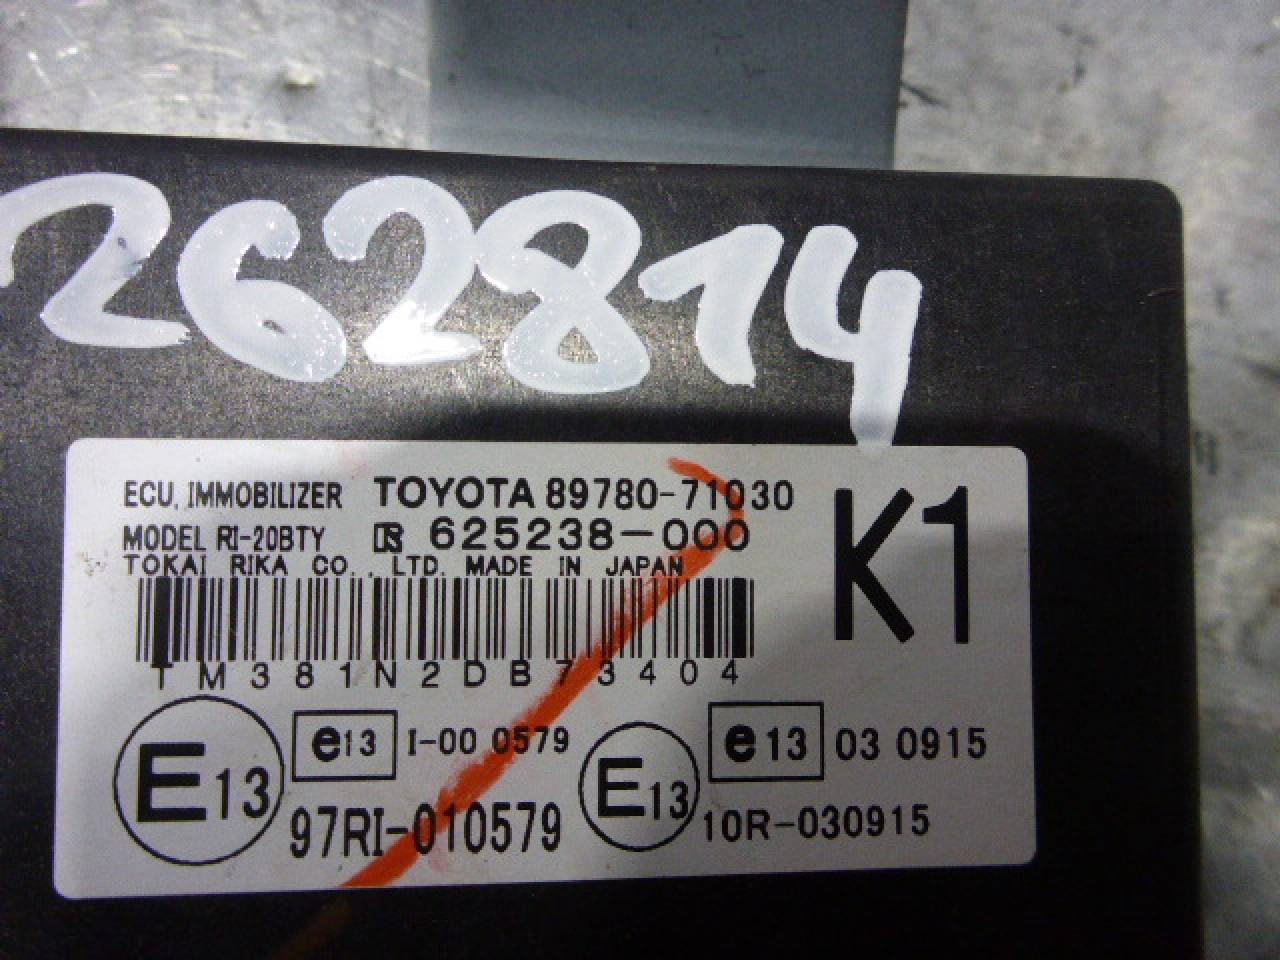 262814
ECU, IMMOBILIZER TOYOTA 89780-71030
MODEL RI-20BTY R 625238-000
TOKAI RIKA CO., LTD. MADE IN JAPAN
K1
TM381N2DB73404
E13 e13 I-00 0579 E13 e13 03 0915
97RI-010579 10R-030915